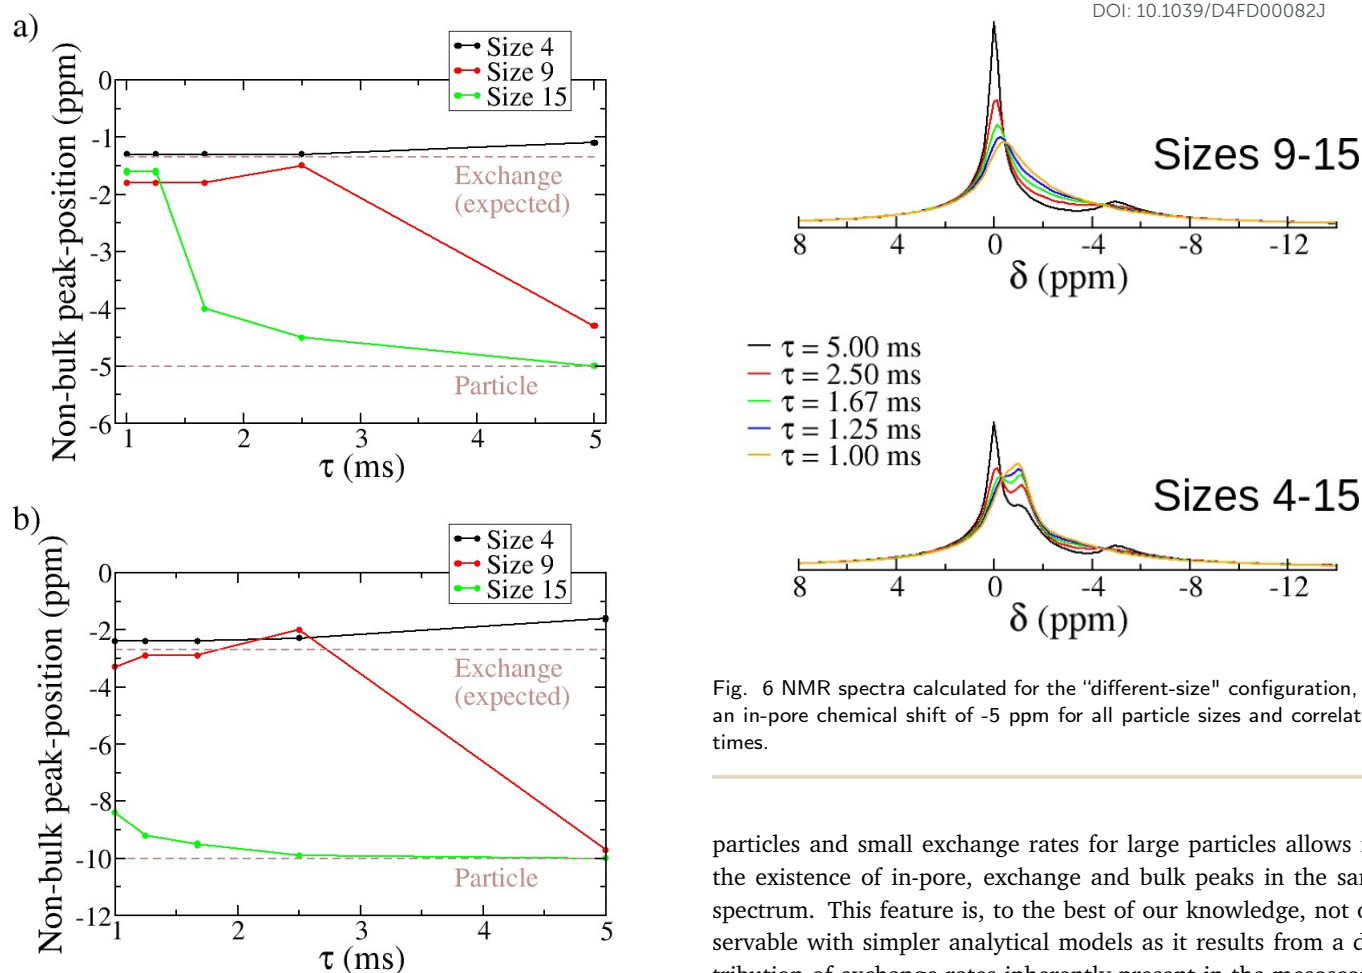 DOI: 10.1039/D4FD00082J
a)
Size 4
Size 9
Size 15
Non-bulk peak-position (ppm)
0
-1
-2
-3
-4
-5
-6
Exchange
(expected)
Particle
1 2 3 4 5
τ (ms)
b)
Size 4
Size 9
Size 15
Non-bulk peak-position (ppm)
0
-2
-4
-6
-8
-10
-12
Exchange
(expected)
Particle
1 2 3 4 5
τ (ms)
Sizes 9-15
8 4 0 -4 -8 -12
δ (ppm)
τ = 5.00 ms
τ = 2.50 ms
τ = 1.67 ms
τ = 1.25 ms
τ = 1.00 ms
Sizes 4-15
8 4 0 -4 -8 -12
δ (ppm)
Fig. 6 NMR spectra calculated for the “different-size" configuration,
an in-pore chemical shift of -5 ppm for all particle sizes and correlat
times.
particles and small exchange rates for large particles allows
the existence of in-pore, exchange and bulk peaks in the sa
spectrum. This feature is, to the best of our knowledge, not o
servable with simpler analytical models as it results from a d
tribution of exchange rates inherently present in the